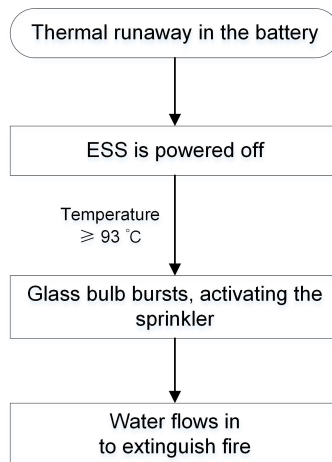 Thermal runaway in the battery
ESS is powered off
Temperature
≥ 93 ℃
Glass bulb bursts, activating the
sprinkler
Water flows in
to extinguish fire